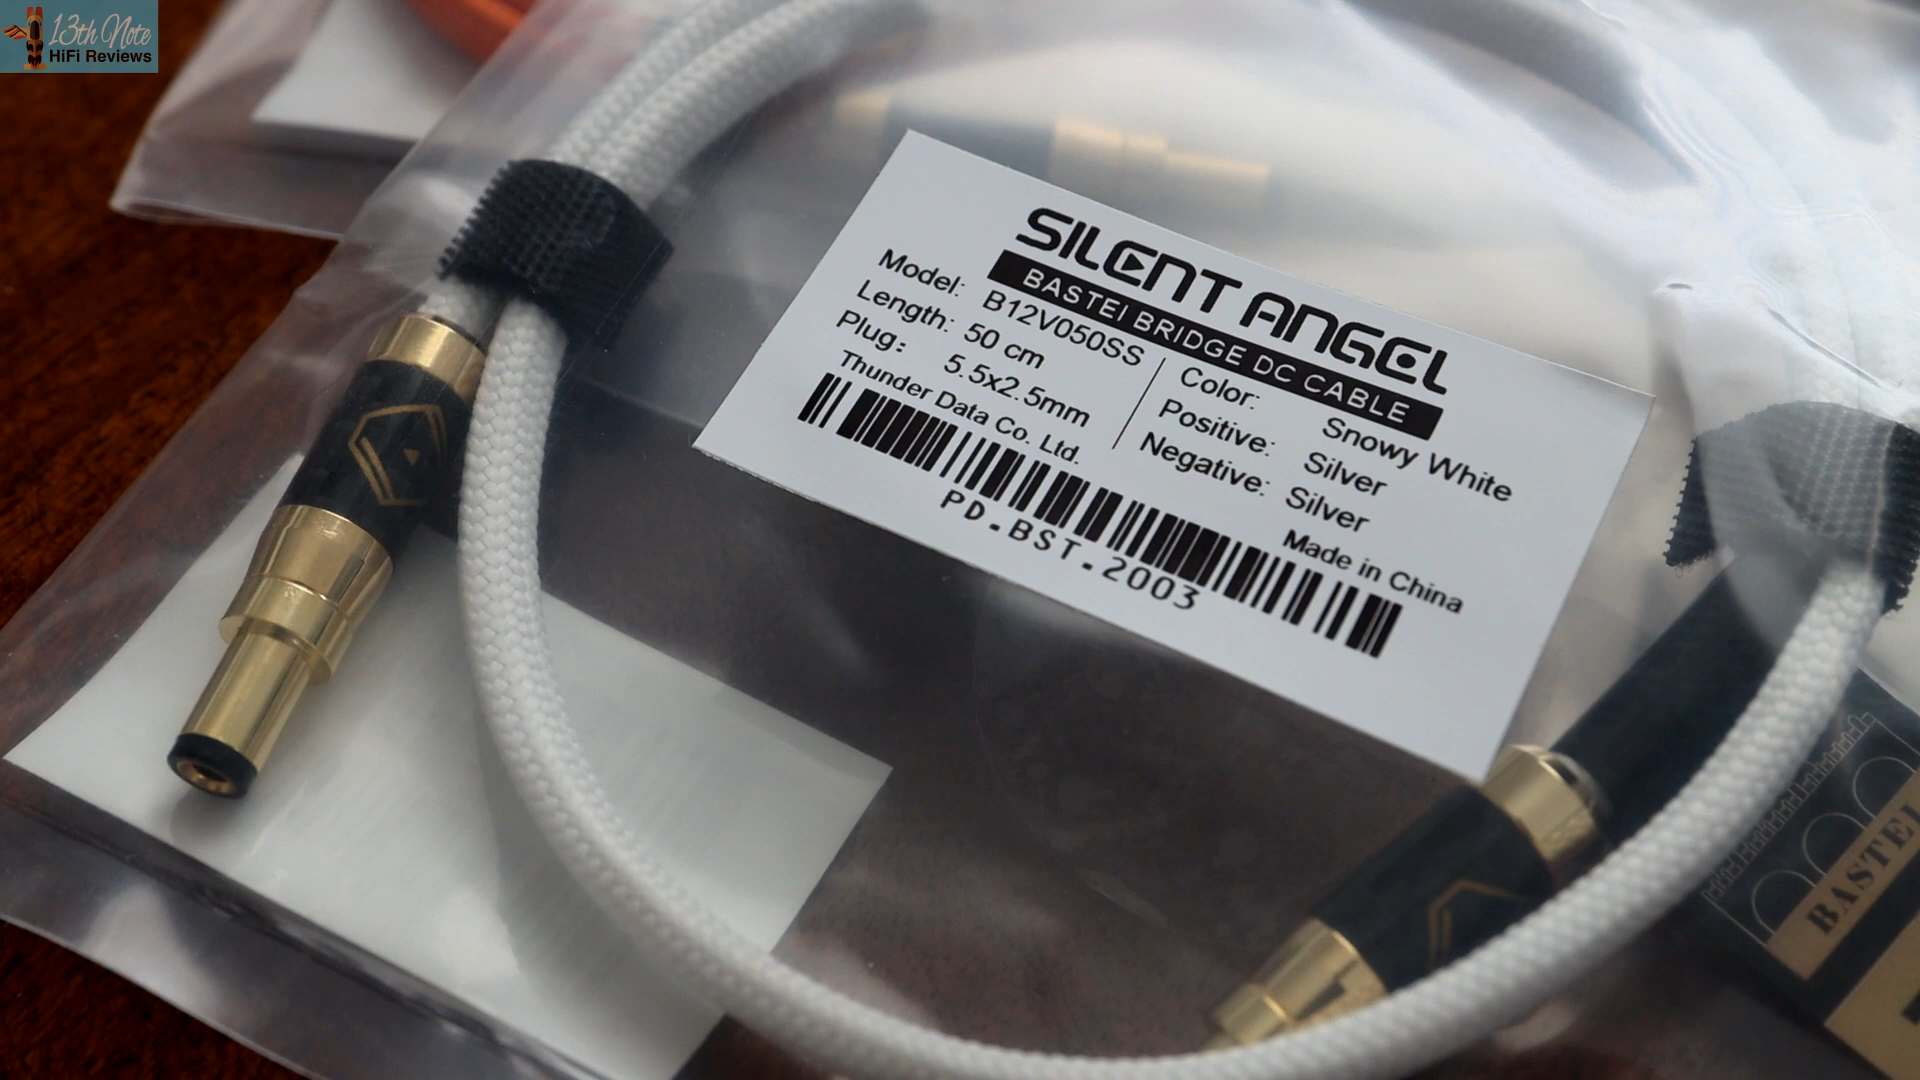 13th Note
HiFi Reviews
SILENT ANGEL
BASTEI BRIDGE DC CABLE
Model: B12V050SS
Length: 50 cm
Plug: 5.5x2.5mm
Thunder Data Co. Ltd.
Color: Snowy White
Positive: Silver
Negative: Silver
Made in China
PD.BST.2003
BASTEI